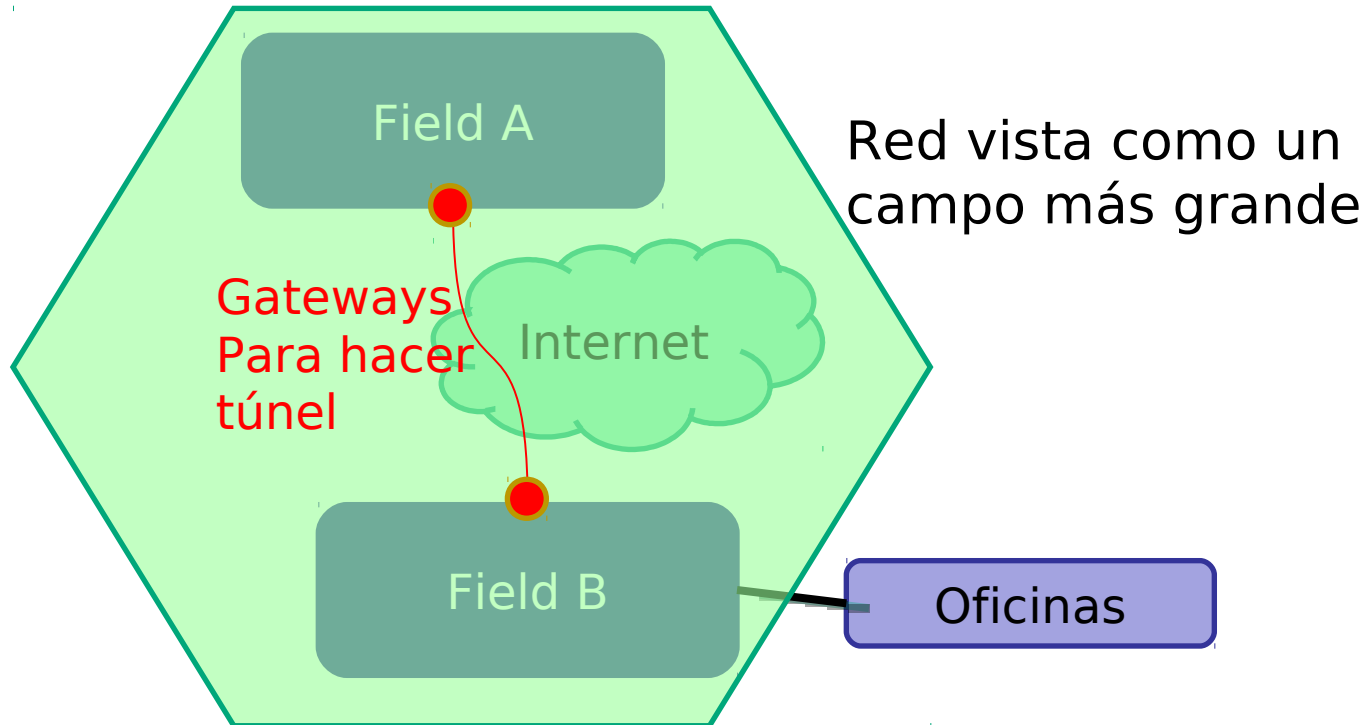 Field A
Red vista como un
campo más grande
Gateways
Para hacer
túnel
Internet
Field B
Oficinas